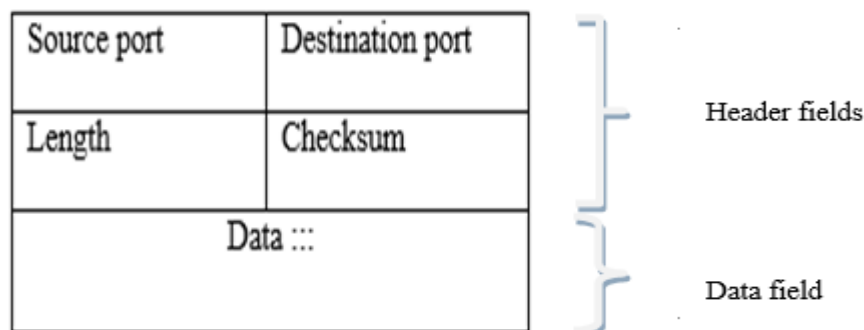 Source port
Destination port
Length
Checksum
Data :::
Header fields
Data field